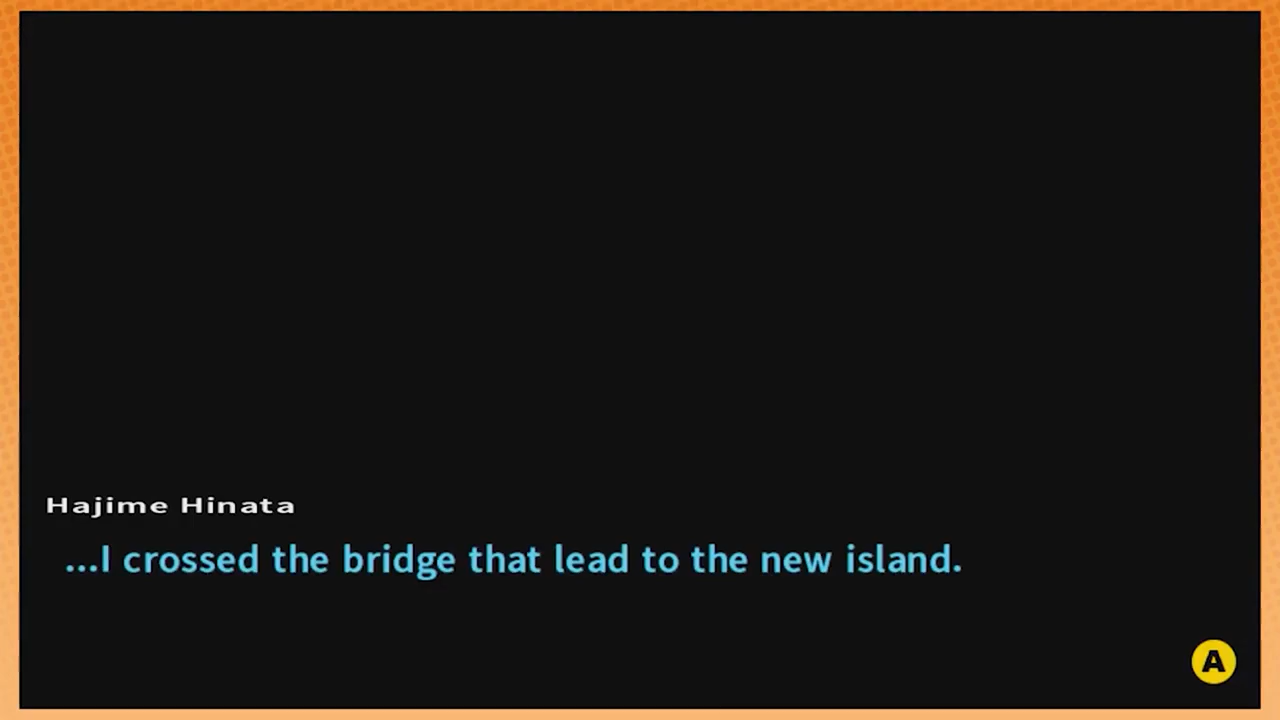 Hajime Hinata
...I crossed the bridge that lead to the new island.
A